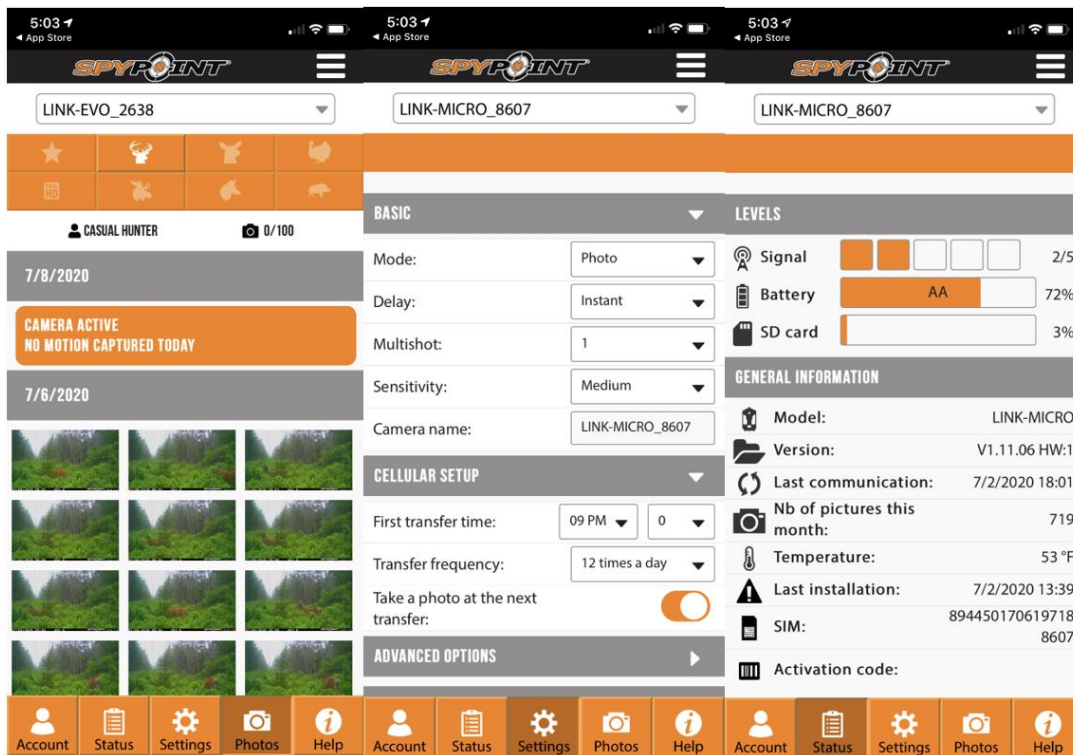 5:03
App Store
SPYPOINT
LINK-EVO_2638
HD
CASUAL HUNTER
0/100
7/8/2020
CAMERA ACTIVE
NO MOTION CAPTURED TODAY
7/6/2020
Account
Status
Settings
Photos
Help
5:03
App Store
SPYPOINT
LINK-MICRO_8607
BASIC
Mode: Photo
Delay: Instant
Multishot: 1
Sensitivity: Medium
Camera name: LINK-MICRO_8607
CELLULAR SETUP
First transfer time: 09 PM 0
Transfer frequency: 12 times a day
Take a photo at the next
transfer:
ADVANCED OPTIONS
Account
Status
Settings
Photos
Help
5:03
App Store
SPYPOINT
LINK-MICRO_8607
LEVELS
Signal 2/5
Battery AA 72%
SD card 3%
GENERAL INFORMATION
Model: LINK-MICRO
Version: V1.11.06 HW:1
Last communication: 7/2/2020 18:01
Nb of pictures this
month: 719
Temperature: 53 °F
Last installation: 7/2/2020 13:39
SIM: 894450170619718
8607
Activation code:
Account
Status
Settings
Photos
Help